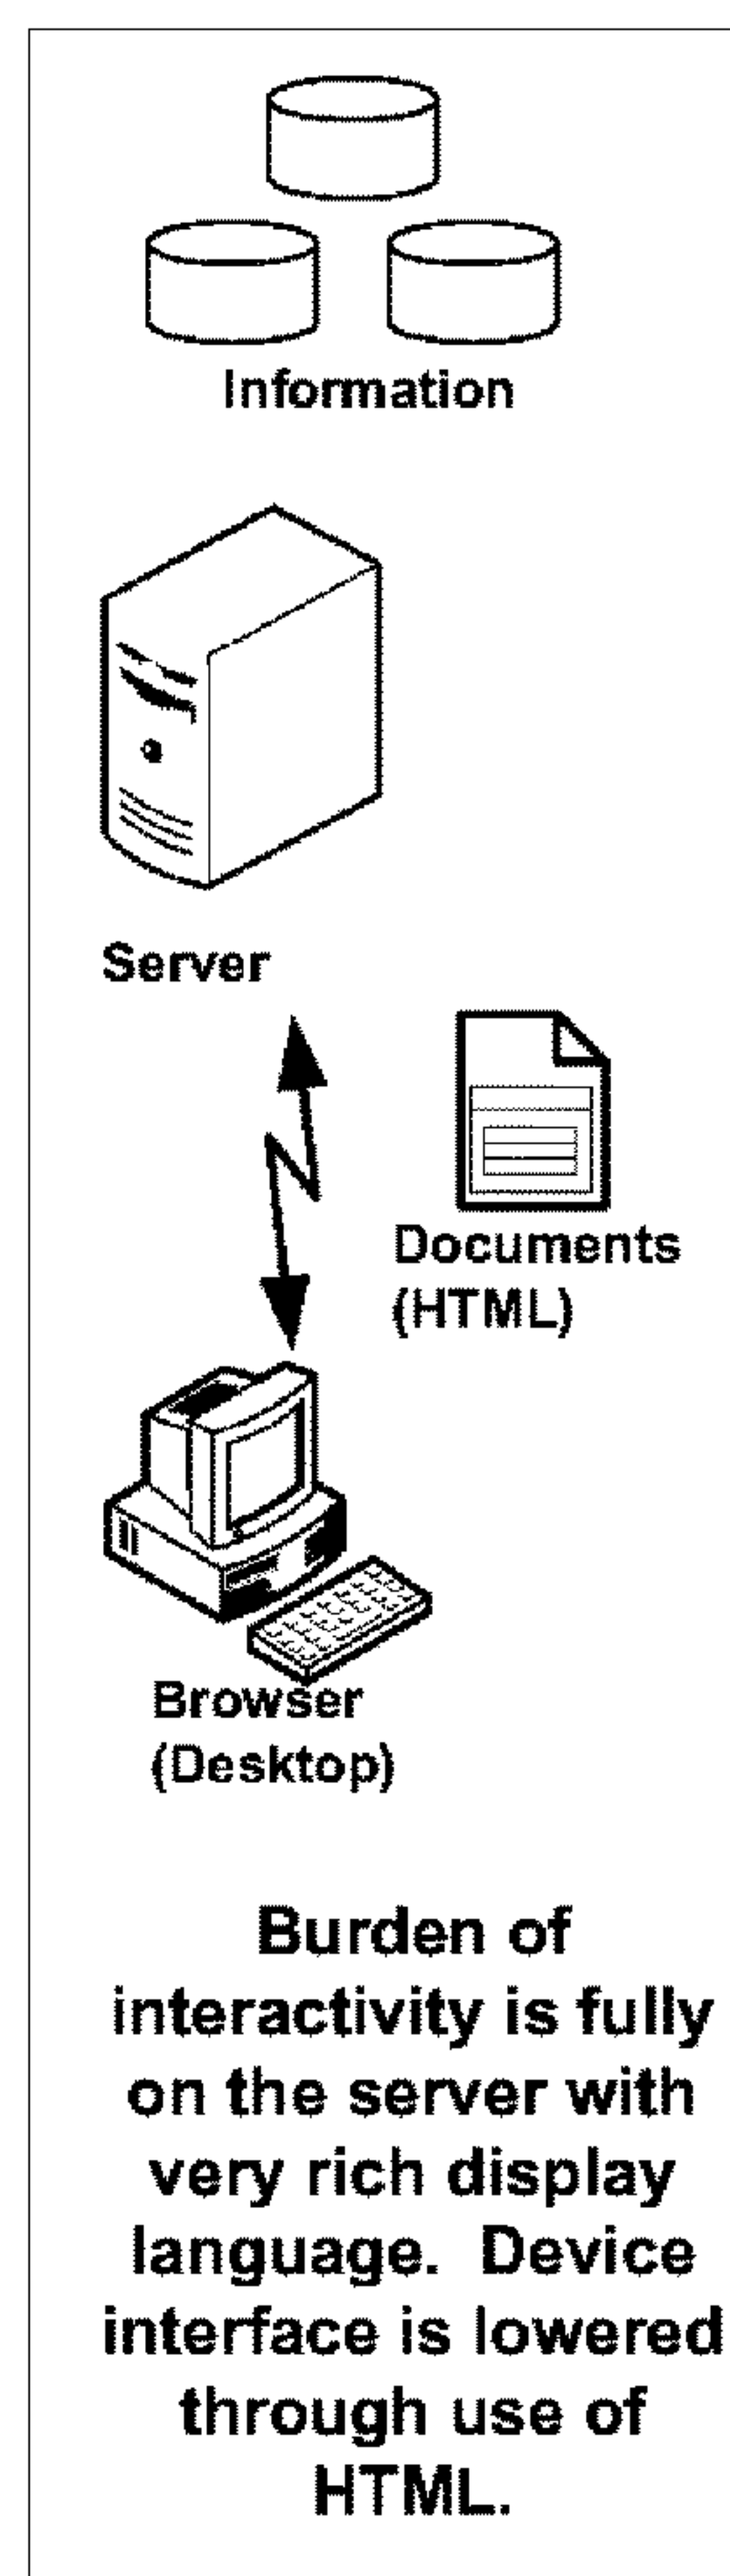 Information
Server
Documents
(HTML)
Browser
(Desktop)
Burden of
interactivity is fully
on the server with
very rich display
language.  Device
interface is lowered
through use of
HTML.